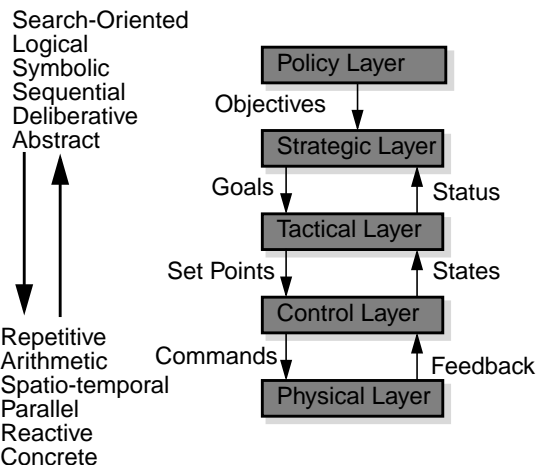 Search-Oriented
Logical
Symbolic
Sequential
Deliberative
Abstract
Repetitive
Arithmetic
Spatio-temporal
Parallel
Reactive
Concrete
Policy Layer
Objectives
Strategic Layer
Goals
Status
Tactical Layer
Set Points
States
Control Layer
Commands
Feedback
Physical Layer